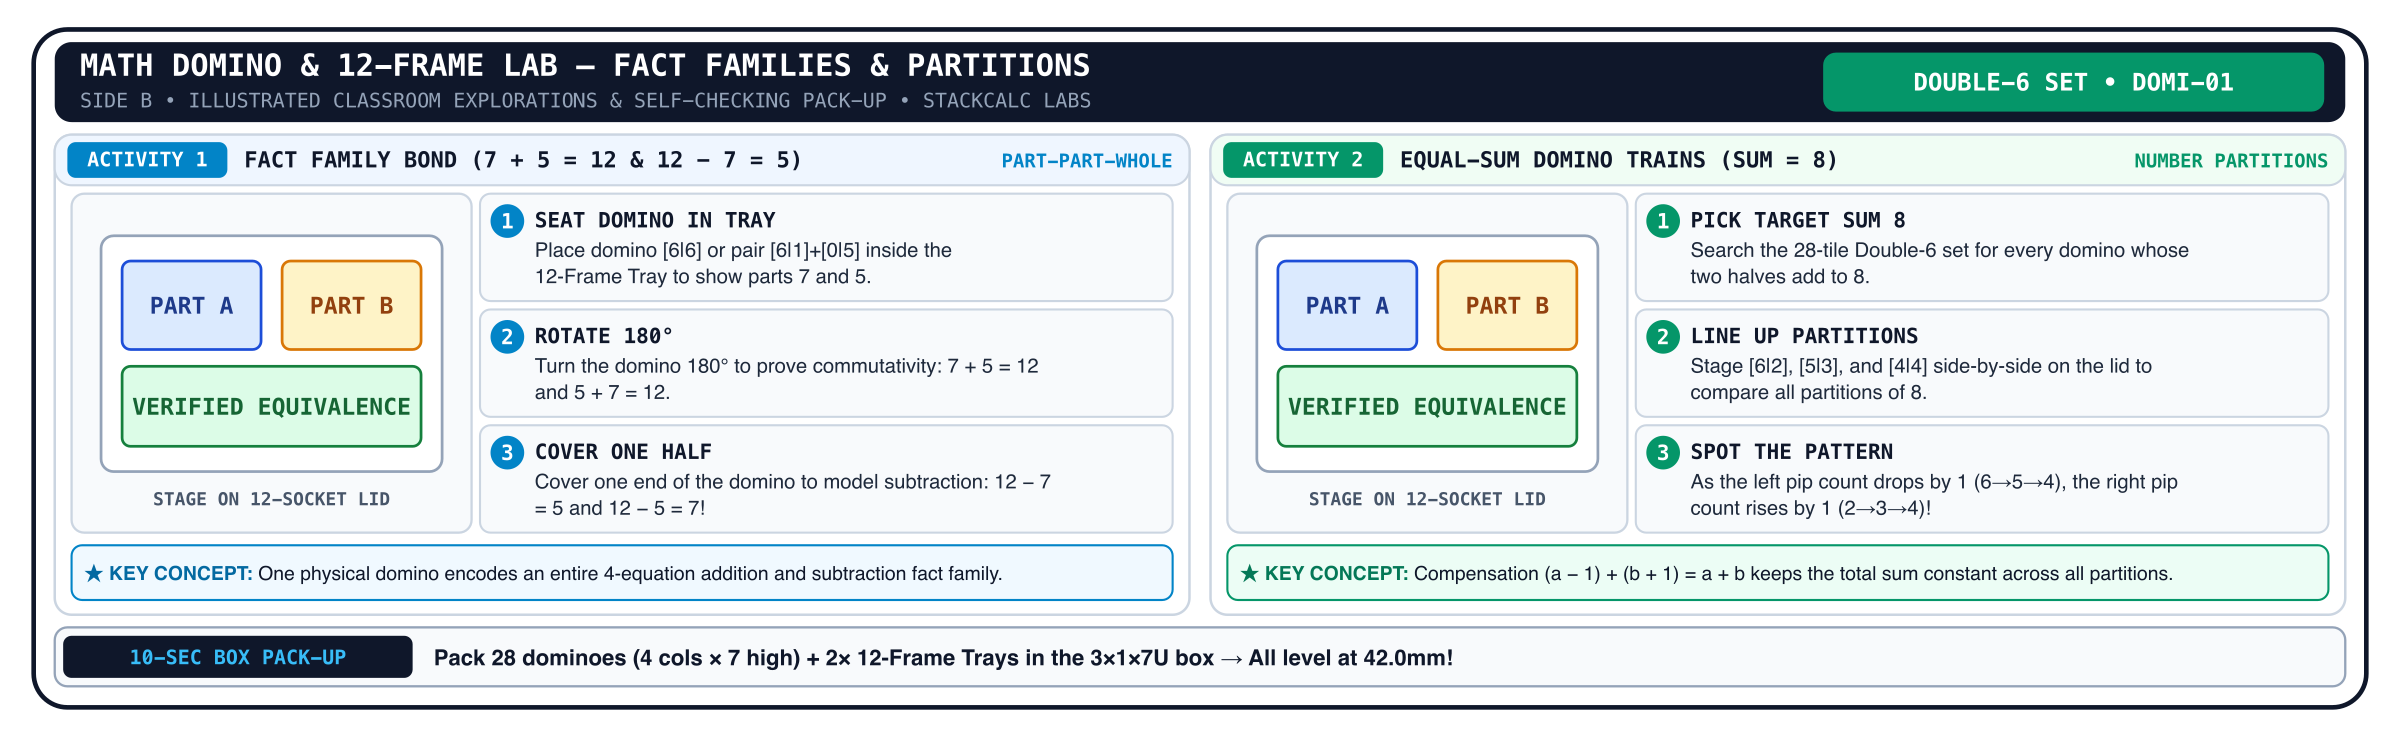 MATH DOMINO & 12–FRAME LAB — FACT FAMILIES & PARTITIONS
SIDE B • ILLUSTRATED CLASSROOM EXPLORATIONS & SELF–CHECKING PACK–UP • STACKCALC LABS
DOUBLE–6 SET • DOMI–01
ACTIVITY 1
FACT FAMILY BOND (7 + 5 = 12 & 12 − 7 = 5)
PART–PART–WHOLE
PART A
PART B
VERIFIED EQUIVALENCE
STAGE ON 12–SOCKET LID
1
SEAT DOMINO IN TRAY
Place domino [6|6] or pair [6|1]+[0|5] inside the
12-Frame Tray to show parts 7 and 5.
2
ROTATE 180°
Turn the domino 180° to prove commutativity: 7 + 5 = 12
and 5 + 7 = 12.
3
COVER ONE HALF
Cover one end of the domino to model subtraction: 12 − 7
= 5 and 12 − 5 = 7!
★ KEY CONCEPT: One physical domino encodes an entire 4-equation addition and subtraction fact family.
ACTIVITY 2
EQUAL–SUM DOMINO TRAINS (SUM = 8)
NUMBER PARTITIONS
PART A
PART B
VERIFIED EQUIVALENCE
STAGE ON 12–SOCKET LID
1
PICK TARGET SUM 8
Search the 28-tile Double-6 set for every domino whose
two halves add to 8.
2
LINE UP PARTITIONS
Stage [6|2], [5|3], and [4|4] side-by-side on the lid to
compare all partitions of 8.
3
SPOT THE PATTERN
As the left pip count drops by 1 (6→5→4), the right pip
count rises by 1 (2→3→4)!
★ KEY CONCEPT: Compensation (a − 1) + (b + 1) = a + b keeps the total sum constant across all partitions.
10–SEC BOX PACK–UP
Pack 28 dominoes (4 cols × 7 high) + 2× 12-Frame Trays in the 3×1×7U box → All level at 42.0mm!